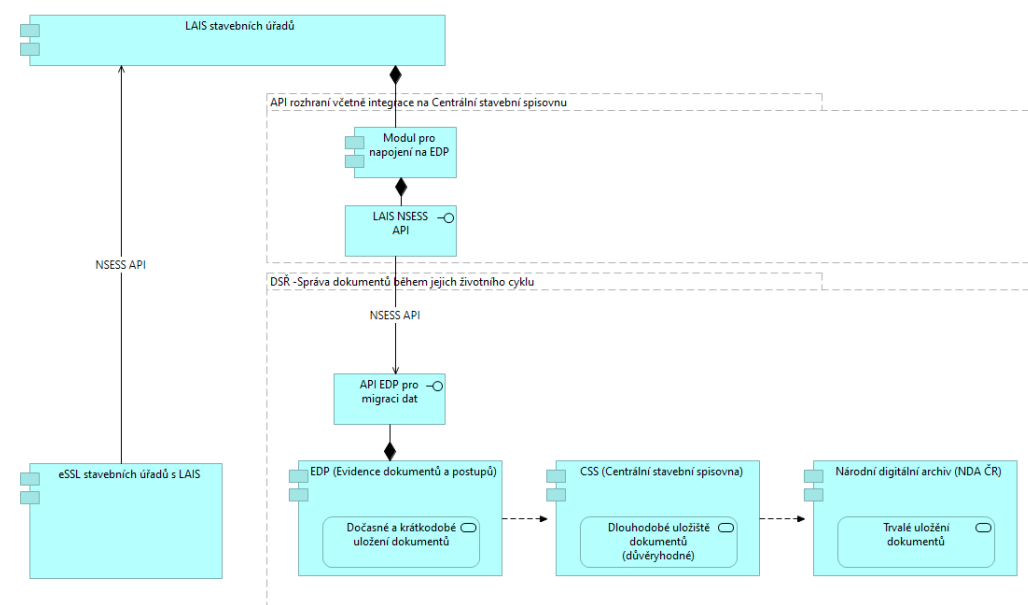 LAIS stavebních úřadů
API rozhraní včetně integrace na Centrální stavební spisovnu
Modul pro
napojení na EDP
LAIS NSESS
API
NSESS API
DSŘ -Správa dokumentů během jejich životního cyklu
NSESS API
API EDP pro
migraci dat
eSSL stavebních úřadů s LAIS
EDP (Evidence dokumentů a postupů)
Dočasné a krátkodobé
uložení dokumentů
CSS (Centrální stavební spisovna)
Dlouhodobé uložiště
dokumentů
(důvěryhodné)
Národní digitální archiv (NDA ČR)
Trvalé uložění
dokumentů